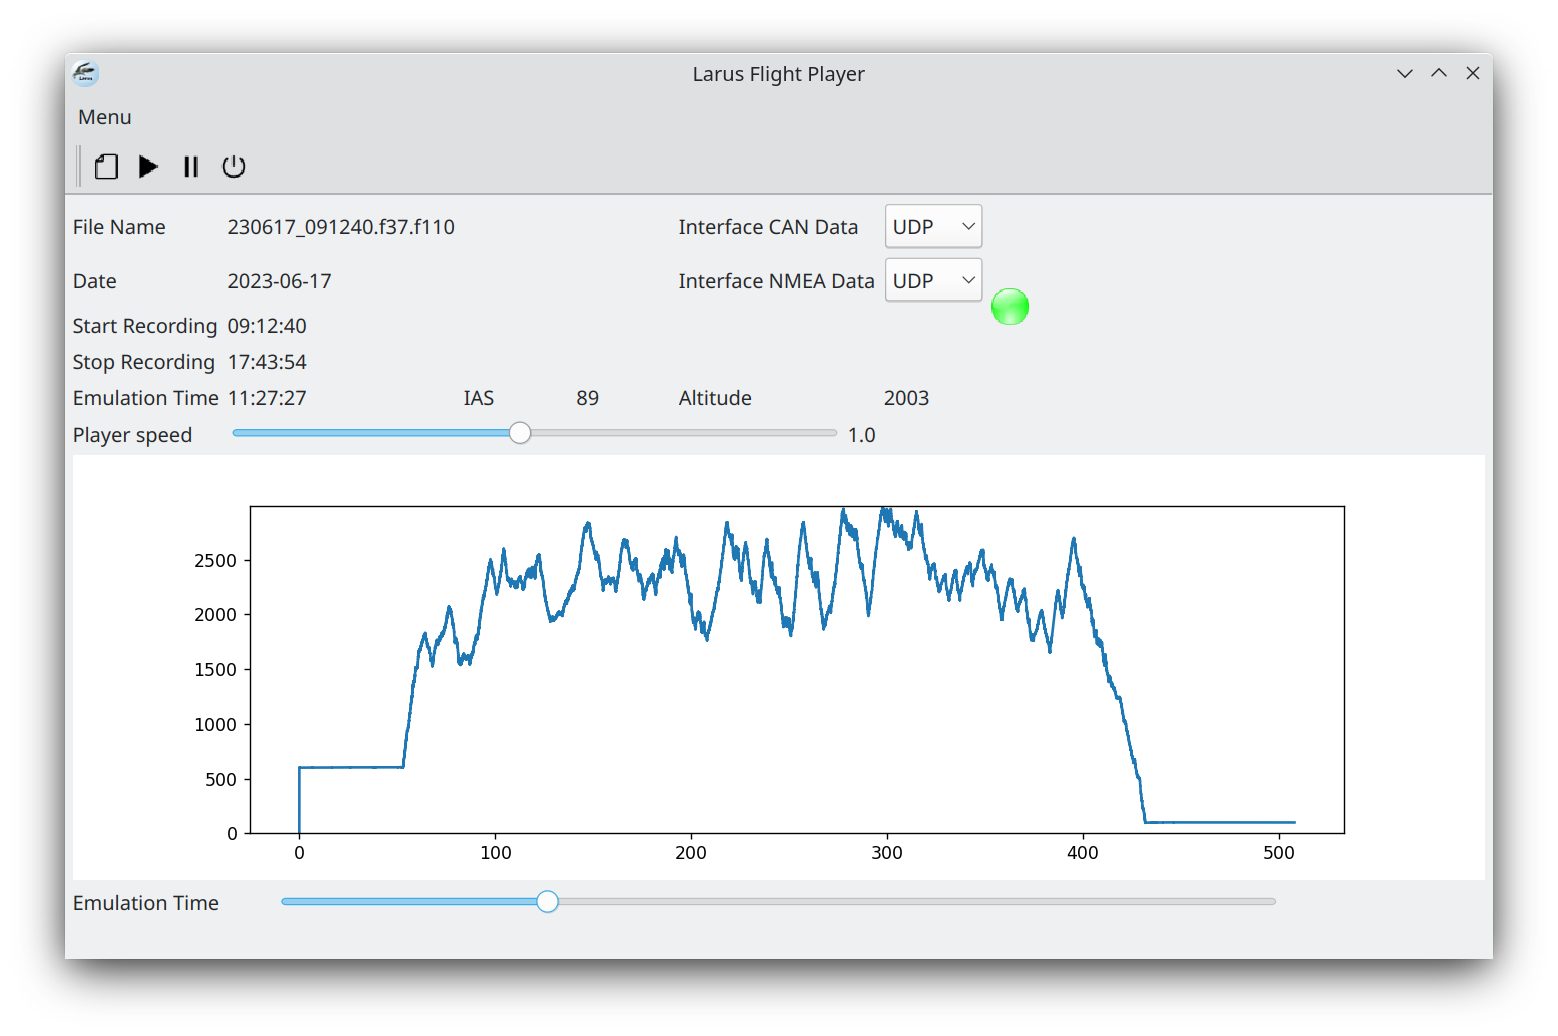 Larus Flight Player
Menu
File Name 230617_091240.f37.f110 Interface CAN Data UDP
Date 2023-06-17 Interface NMEA Data UDP
Start Recording 09:12:40
Stop Recording 17:43:54
Emulation Time 11:27:27 IAS 89 Altitude 2003
Player speed 1.0
2500
2000
1500
1000
500
0
0 100 200 300 400 500
Emulation Time